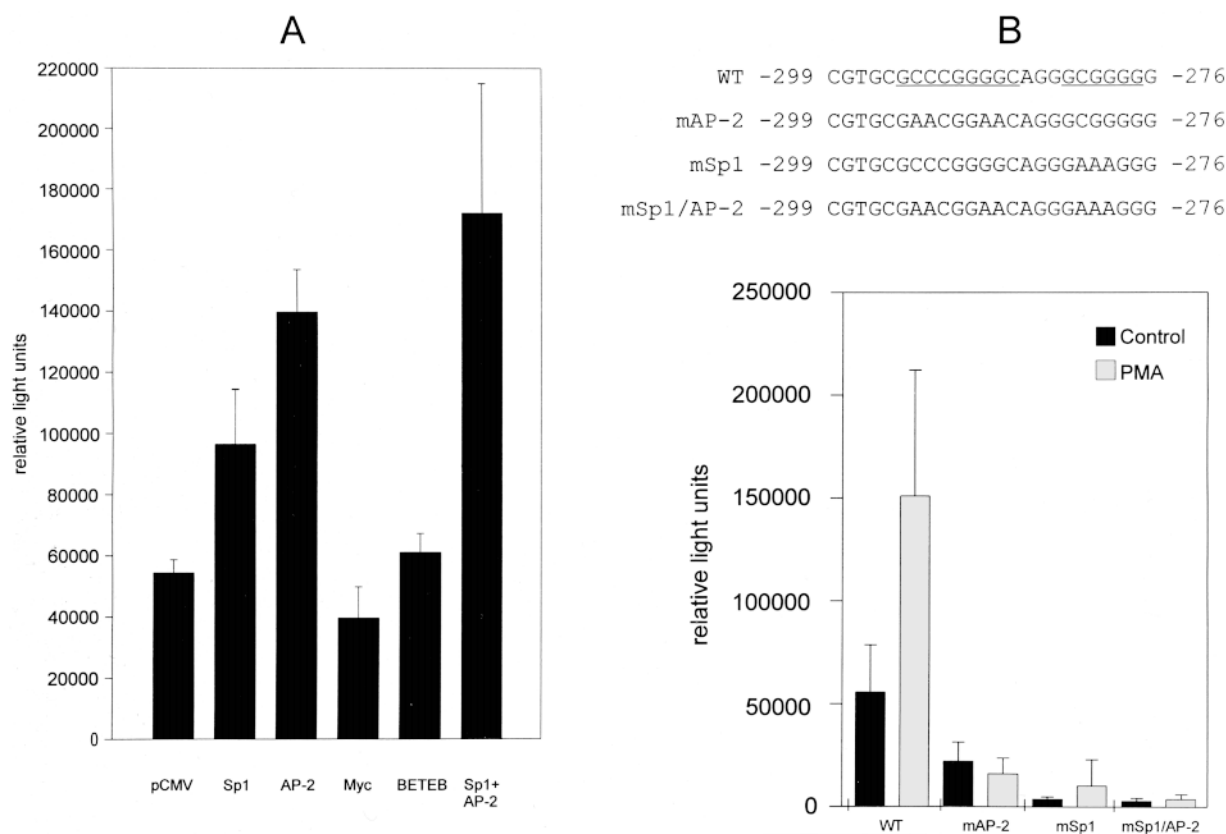 A
220000
200000
180000
160000
140000
120000
100000
80000
60000
40000
20000
0
relative light units
pCMV Sp1 AP-2 Myc BETEB Sp1+
AP-2
B
WT -299 CGTGCGCCCGGGGCAGGGCGGGGG -276
mAP-2 -299 CGTGCGAACGGAACAGGGCGGGGG -276
mSp1 -299 CGTGCGCCCGGGGCAGGGAAAGGG -276
mSp1/AP-2 -299 CGTGCGAACGGAACAGGGAAAGGG -276
250000
200000
150000
100000
50000
0
relative light units
Control
PMA
WT mAP-2 mSp1 mSp1/AP-2